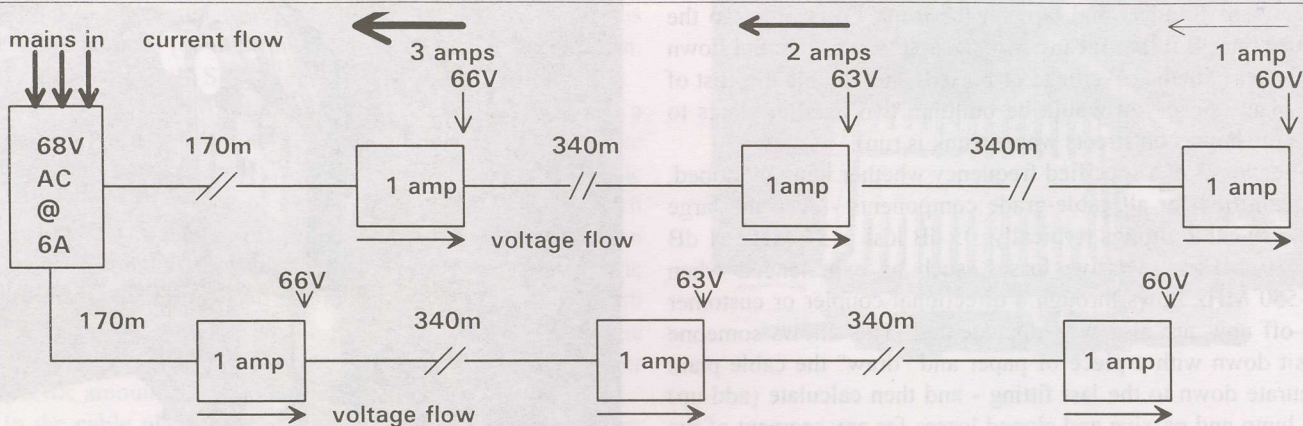 mains in current flow
3 amps
66V
2 amps
63V
1 amp
60V
68V
AC
@
6A
170m
1 amp
340m
1amp
340m
1 amp
voltage flow
170m
66V
1 amp
340m
63V
1 amp
340m
60V
1 amp
voltage flow